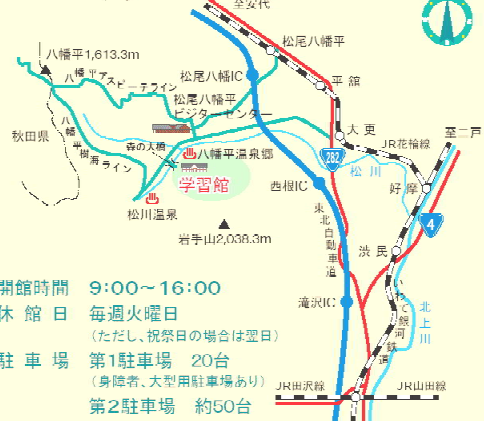 至安代
松尾八幡平
八幡平1,613.3m
八幡平アスピーテライン
松尾八幡平IC
平舘
松尾八幡平
ビジターセンター
大更
JR花輪線
至二戸
秋田県
八幡平樹海ライン
森の大橋
八幡平温泉郷
282
松川
学習館
西根IC
好摩
松川温泉
4
岩手山2,038.3m
東北自動車道
渋民
いわて銀河鉄道
北上川
滝沢IC
開館時間 9:00〜16:00
休館日 毎週火曜日
(ただし、祝祭日の場合は翌日)
駐車場 第1駐車場 20台
(身障者、大型用駐車場あり)
第2駐車場 約50台
JR田沢線
JR山田線